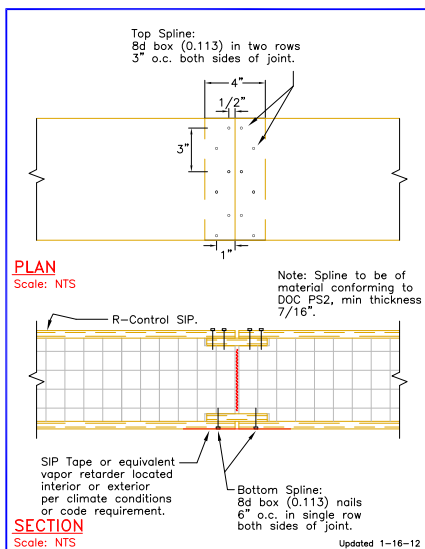 Top Spline:
8d box (0.113) in two rows
3" o.c. both sides of joint.
4"
1/2"
3"
1"
PLAN
Scale: NTS
Note: Spline to be of
material conforming to
DOC PS2, min thickness
7/16".
R-Control SIP.
SIP Tape or equivalent
vapor retarder located
interior or exterior
per climate conditions
or code requirement.
Bottom Spline:
8d box (0.113) nails
6" o.c. in single row
both sides of joint.
SECTION
Scale: NTS
Updated 1-16-12